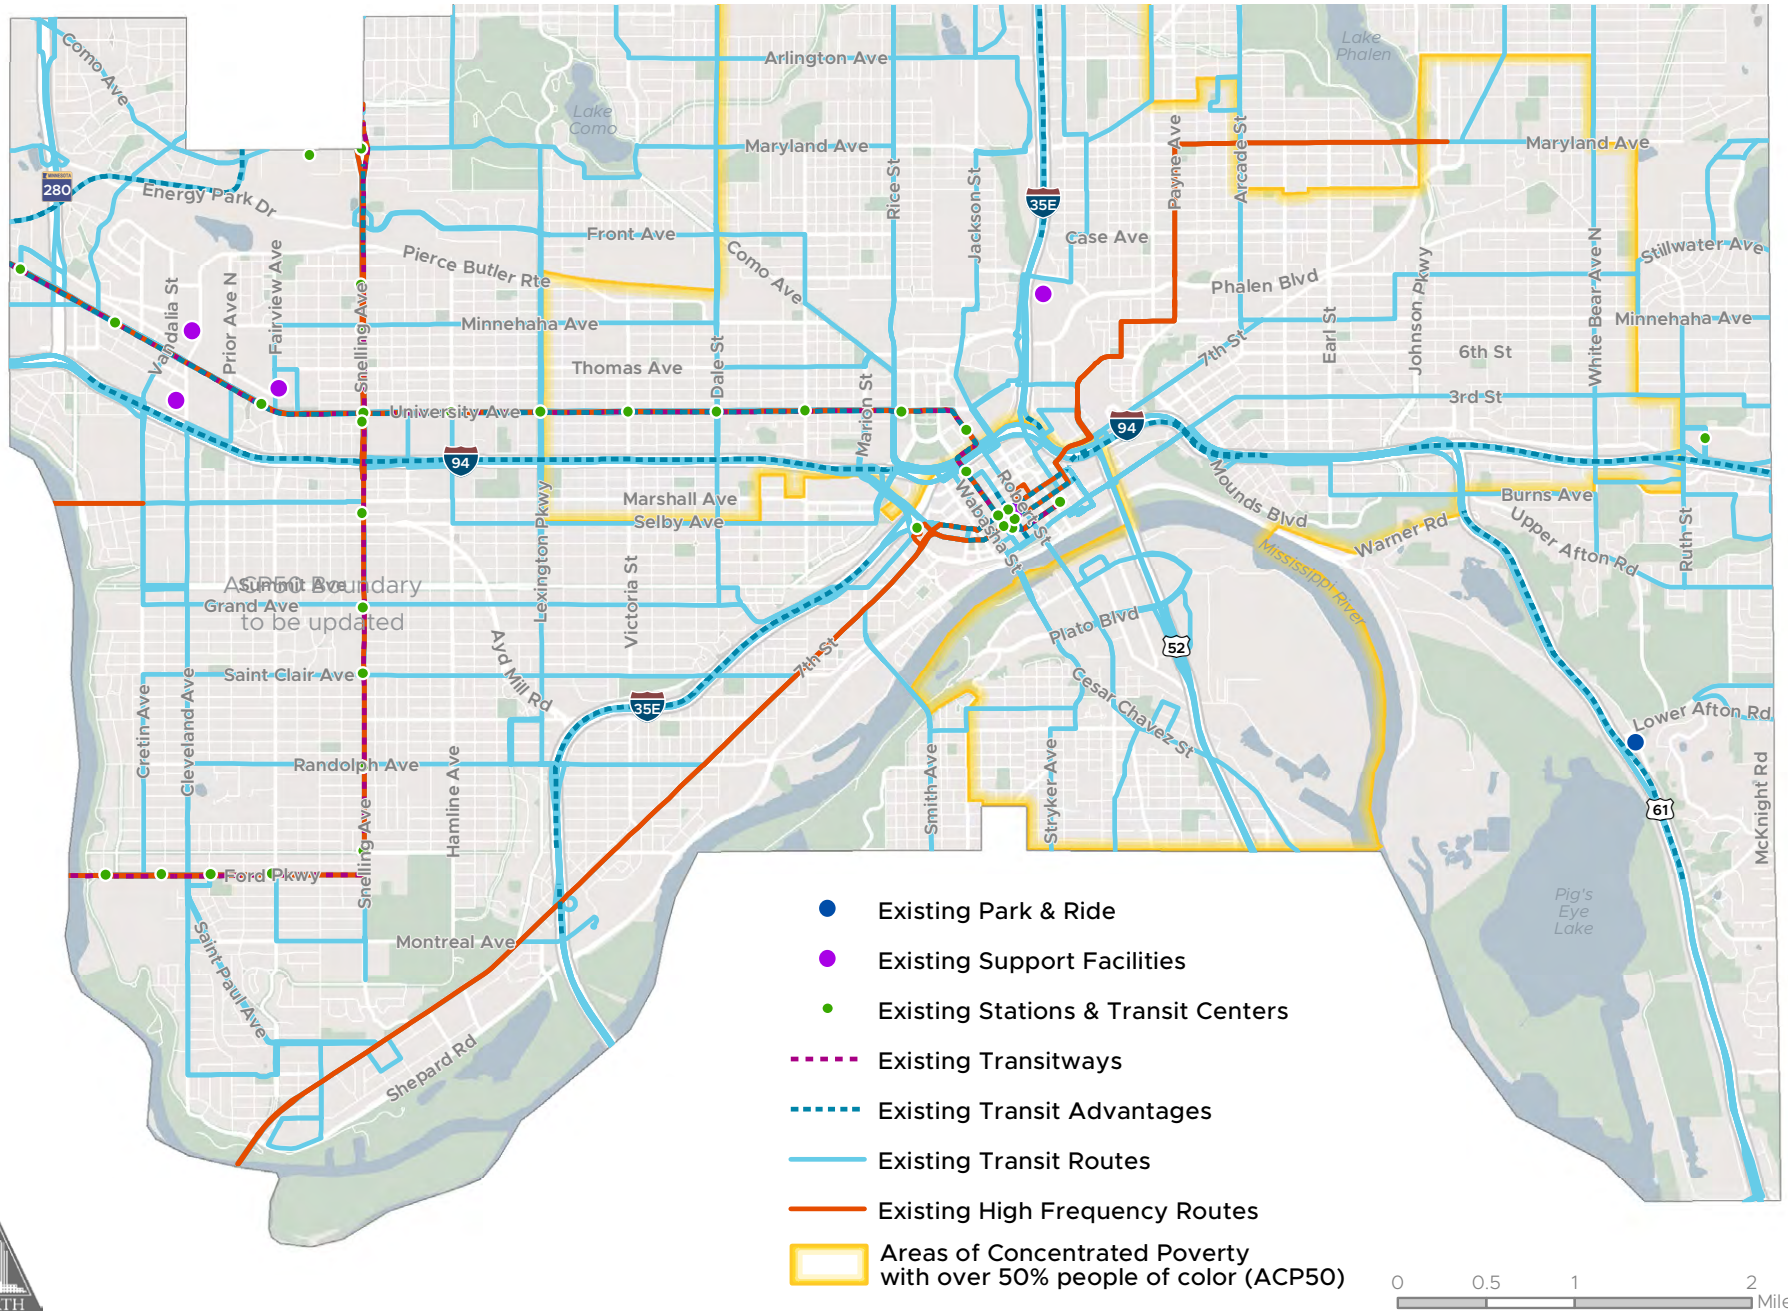 Como Ave
Arlington Ave
Lake
Phalen
Lake
Como
Maryland Ave
Maryland Ave
MINNESOTA
280
Energy Park Dr
Rice St
Jackson St
35E
Payne Ave
Arcade St
Front Ave
Case Ave
Pierce Butler Rte
Como Ave
Stillwater Ave
Phalen Blvd
Vandalia St
Prior Ave N
Fairview Ave
Snelling Ave
Minnehaha Ave
Earl St
Johnson Pkwy
White Bear Ave N
Minnehaha Ave
7th St
6th St
Thomas Ave
Dale St
Marion St
3rd St
University Ave
94
94
Marshall Ave
Selby Ave
Lexington Pkwy
Wabasha St
Robert St
Mounds Blvd
Burns Ave
Warner Rd
Upper Afton Rd
Ruth St
Mississippi River
Summit Ave
ACP50 Boundary
to be updated
Grand Ave
Victoria St
Plato Blvd
52
Ayd Mill Rd
7th St
Saint Clair Ave
35E
Cesar Chavez St
Lower Afton Rd
Cretin Ave
Cleveland Ave
Randolph Ave
Hamline Ave
Snelling Ave
Smith Ave
Stryker Ave
61
McKnight Rd
Ford Pkwy
Pig's
Eye
Lake
Montreal Ave
Saint Paul Ave
Shepard Rd
Existing Park & Ride
Existing Support Facilities
Existing Stations & Transit Centers
Existing Transitways
Existing Transit Advantages
Existing Transit Routes
Existing High Frequency Routes
Areas of Concentrated Poverty
with over 50% people of color (ACP50)
0 0.5 1 2
Mile
TH